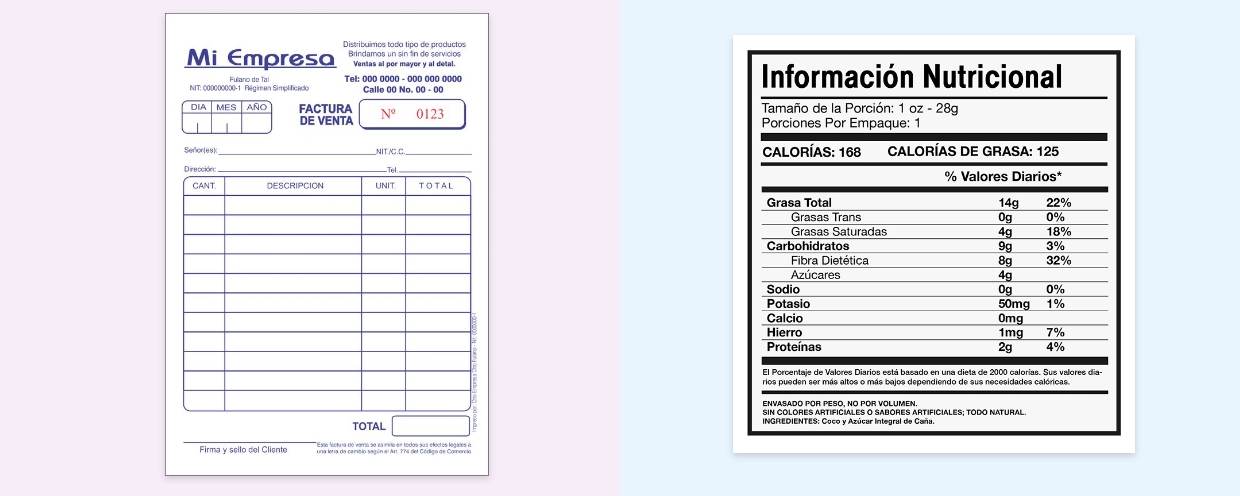 Mi Empresa
Distribuimos todo tipo de productos
Brindamos un sin fin de servicios
Ventas al por mayor y al detal.
Fulano de Tal
NIT: 000000000-1 Régimen Simplificado
Tel: 000 0000 - 000 000 0000
Calle 00 No. 00 - 00
DIA MES AÑO
FACTURA
DE VENTA
Nº 0123
Señor(es): NIT./C.C.
Dirección: Tel.
CANT. DESCRIPCION UNIT. TOTAL
TOTAL
Firma y sello del Cliente
Esta factura de venta se asimila en todos sus efectos legales a
una letra de cambio según el Art. 774 del Código de Comercio
Información Nutricional
Tamaño de la Porción: 1 oz - 28g
Porciones Por Empaque: 1
CALORÍAS: 168 CALORÍAS DE GRASA: 125
% Valores Diarios*
Grasa Total 14g 22%
Grasas Trans 0g 0%
Grasas Saturadas 4g 18%
Carbohidratos 9g 3%
Fibra Dietética 8g 32%
Azúcares 4g
Sodio 0g 0%
Potasio 50mg 1%
Calcio 0mg
Hierro 1mg 7%
Proteínas 2g 4%
El Porcentaje de Valores Diarios está basado en una dieta de 2000 calorías. Sus valores dia-
rios pueden ser más altos o más bajos dependiendo de sus necesidades calóricas.
ENVASADO POR PESO, NO POR VOLUMEN.
SIN COLORES ARTIFICIALES O SABORES ARTIFICIALES; TODO NATURAL.
INGREDIENTES: Coco y Azúcar Integral de Caña.